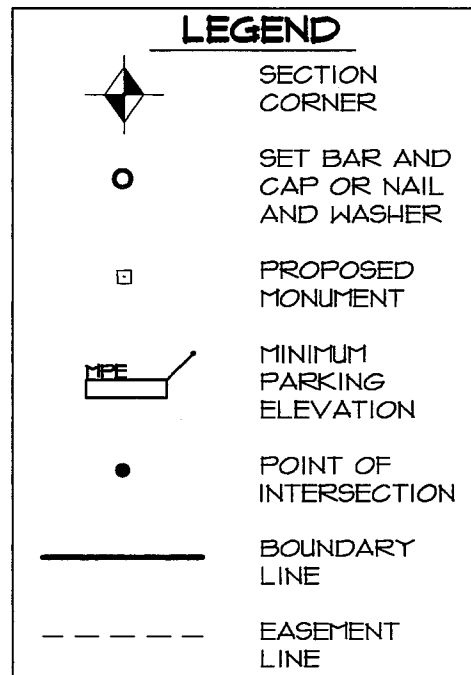 LEGEND
SECTION
CORNER
SET BAR AND
CAP OR NAIL
AND WASHER
PROPOSED
MONUMENT
MPE
MINIMUM
PARKING
ELEVATION
POINT OF
INTERSECTION
BOUNDARY
LINE
EASEMENT
LINE